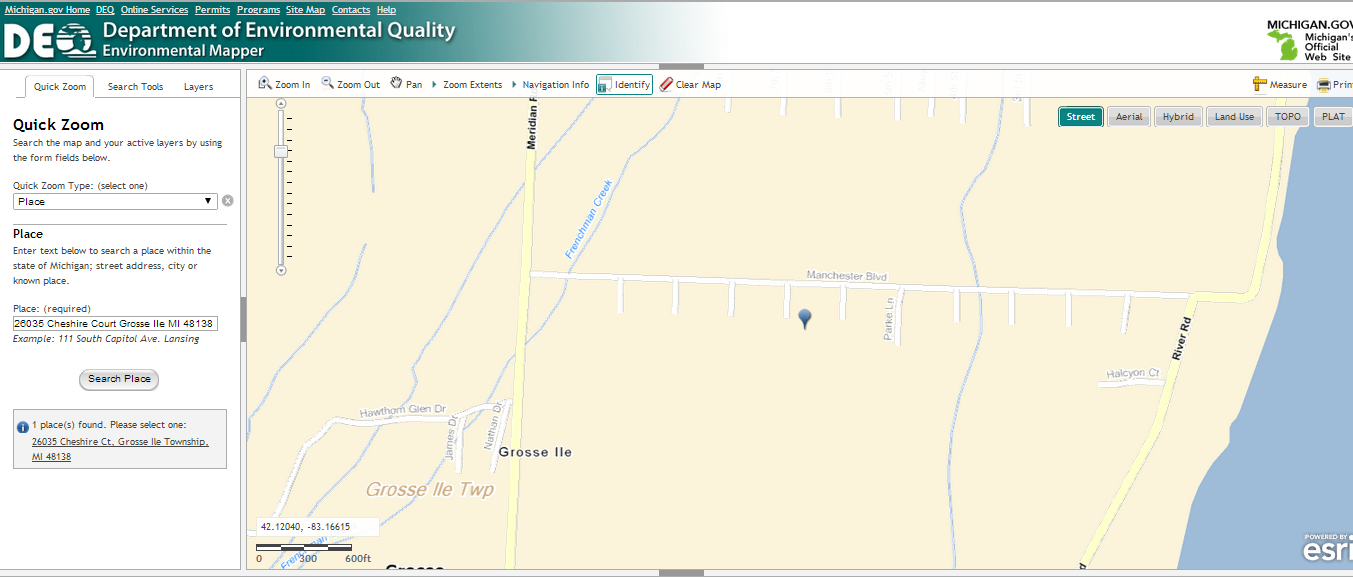 Michigan.gov Home DEQ Online Services Permits Programs Site Map Contacts Help
DEQ
Department of Environmental Quality
Environmental Mapper
MICHIGAN.GOV
Michigan's
Official
Web Site
Quick Zoom Search Tools Layers
Zoom In Zoom Out Pan Zoom Extents Navigation Info Identify Clear Map Measure Print
Street Aerial Hybrid Land Use TOPO PLAT
Quick Zoom
Search the map and your active layers by using
the form fields below.
Quick Zoom Type: (select one)
Place
Place
Enter text below to search a place within the
state of Michigan; street address, city or
known place.
Place: (required)
26035 Cheshire Court Grosse Ile MI 48138
Example: 111 South Capitol Ave. Lansing
Search Place
1 place(s) found. Please select one:
26035 Cheshire Ct, Grosse Ile Township,
MI 48138
Meridian R
Frenchman Creek
Manchester Blvd
Parke Ln
River Rd
Halcyon Ct
Hawthorn Glen Dr
James Dr
Nathan Dr
Grosse Ile
Grosse Ile Twp
42.12040, -83.16615
0 300 600ft
Grosse
POWERED BY
esri